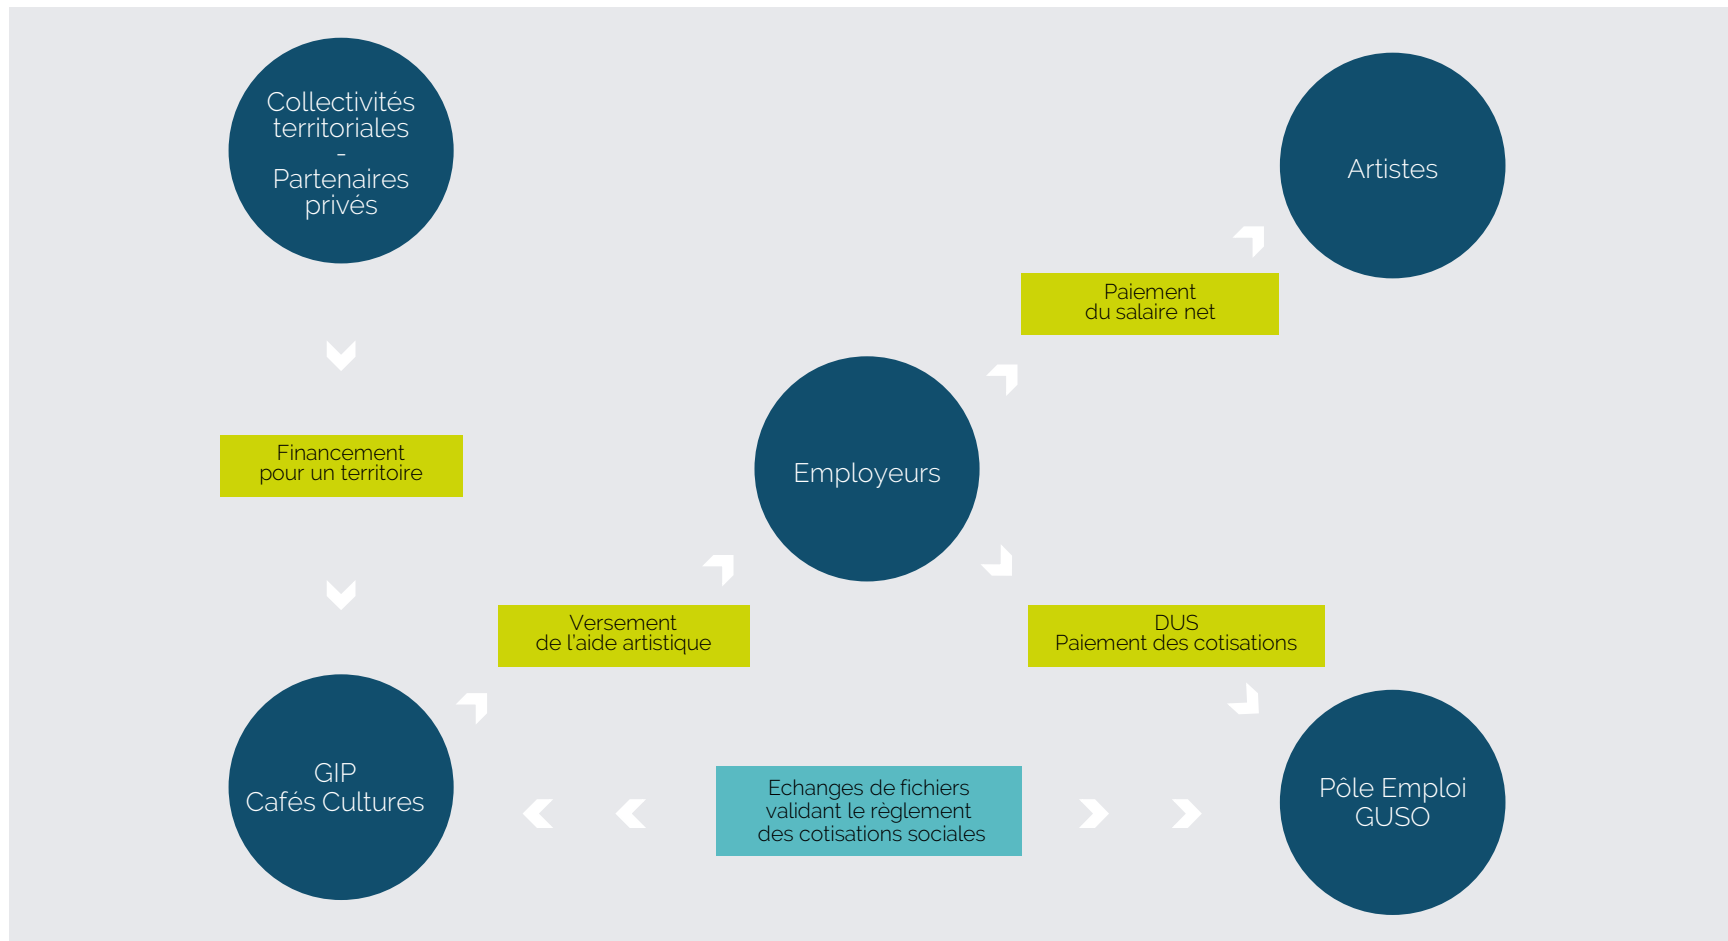 Collectivités
territoriales
-
Partenaires
privés
Artistes
Paiement
du salaire net
Financement
pour un territoire
Employeurs
Versement
de l'aide artistique
DUS
Paiement des cotisations
GIP
Cafés Cultures
Echanges de fichiers
validant le règlement
des cotisations sociales
Pôle Emploi
GUSO